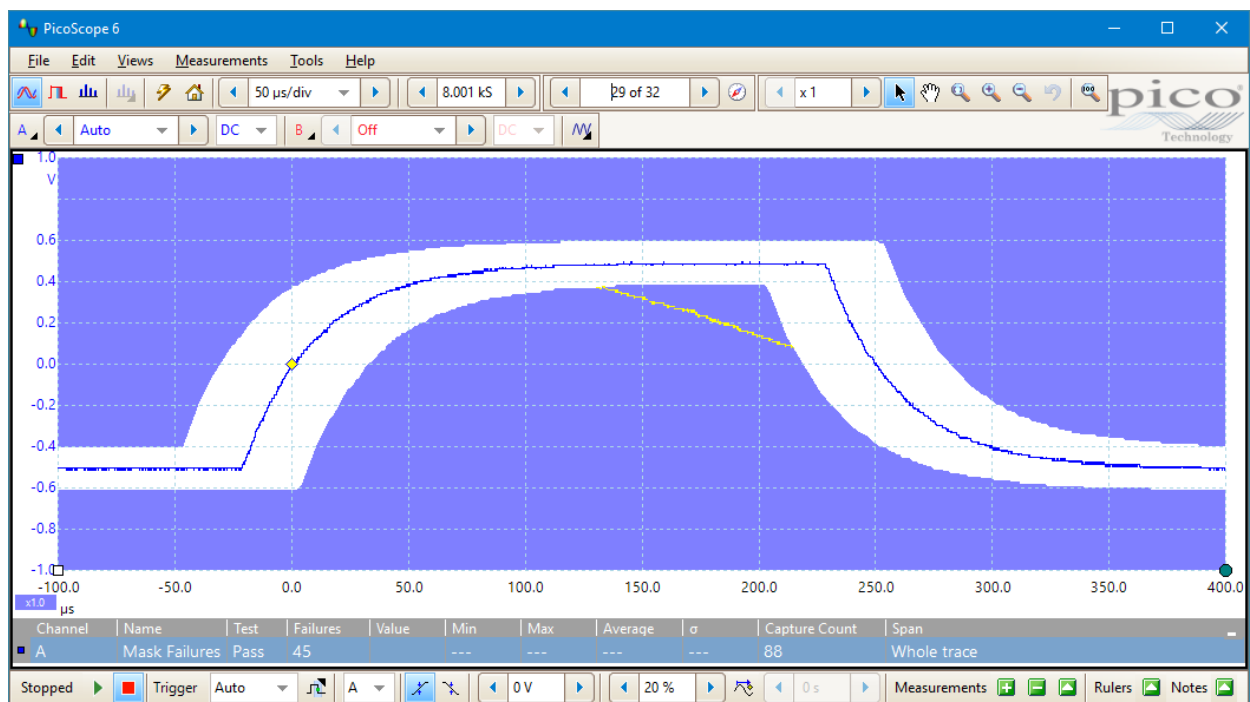 PicoScope 6
File Edit Views Measurements Tools Help
50 µs/div 8.001 kS 29 of 32 x 1
pico
Technology
A Auto DC B Off DC
1.0
V
0.6
0.4
0.2
0.0
-0.2
-0.4
-0.6
-0.8
-1.0
-100.0 -50.0 0.0 50.0 100.0 150.0 200.0 250.0 300.0 350.0 400.0
x1.0 µs
Channel Name Test Failures Value Min Max Average σ Capture Count Span
A Mask Failures Pass 45 --- --- --- --- 88 Whole trace
Stopped Trigger Auto A 0 V 20 % 0 s Measurements Rulers Notes